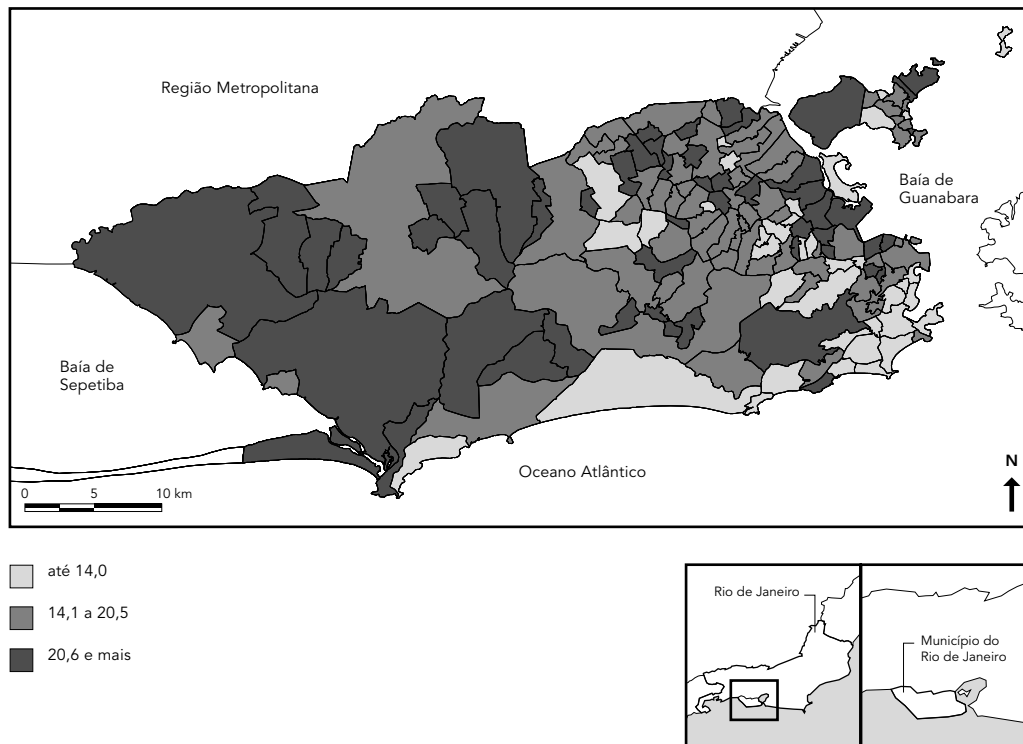 Região Metropolitana
Baía de
Guanabara
Baía de
Sepetiba
Oceano Atlântico
N
0 5 10 km
até 14,0
14,1 a 20,5
20,6 e mais
Rio de Janeiro
Município do
Rio de Janeiro